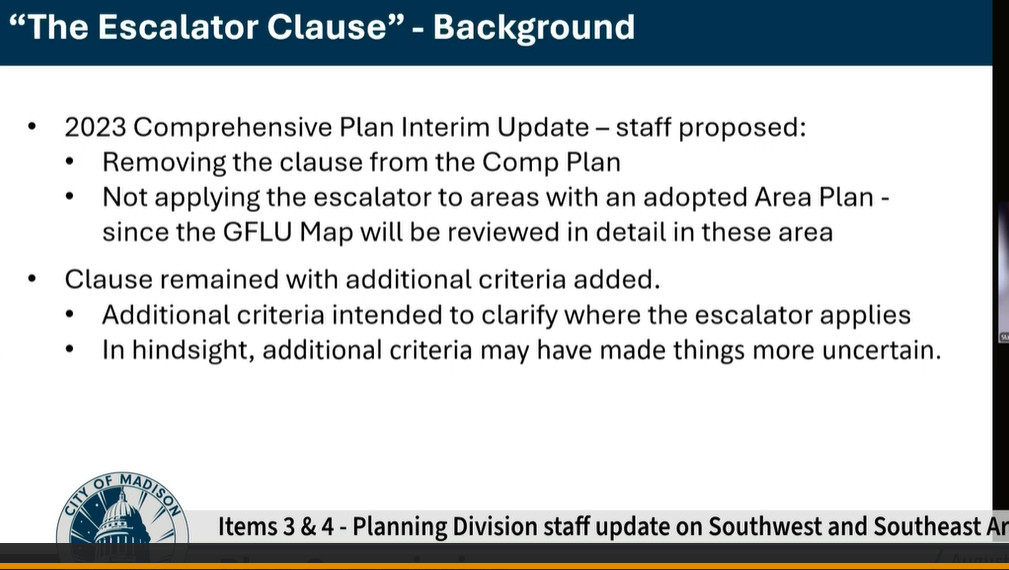 “The Escalator Clause” - Background
• 2023 Comprehensive Plan Interim Update – staff proposed:
• Removing the clause from the Comp Plan
• Not applying the escalator to areas with an adopted Area Plan -
since the GFLU Map will be reviewed in detail in these area
• Clause remained with additional criteria added.
• Additional criteria intended to clarify where the escalator applies
• In hindsight, additional criteria may have made things more uncertain.
CITY OF MADISON
Items 3 & 4 - Planning Division staff update on Southwest and Southeast Ar